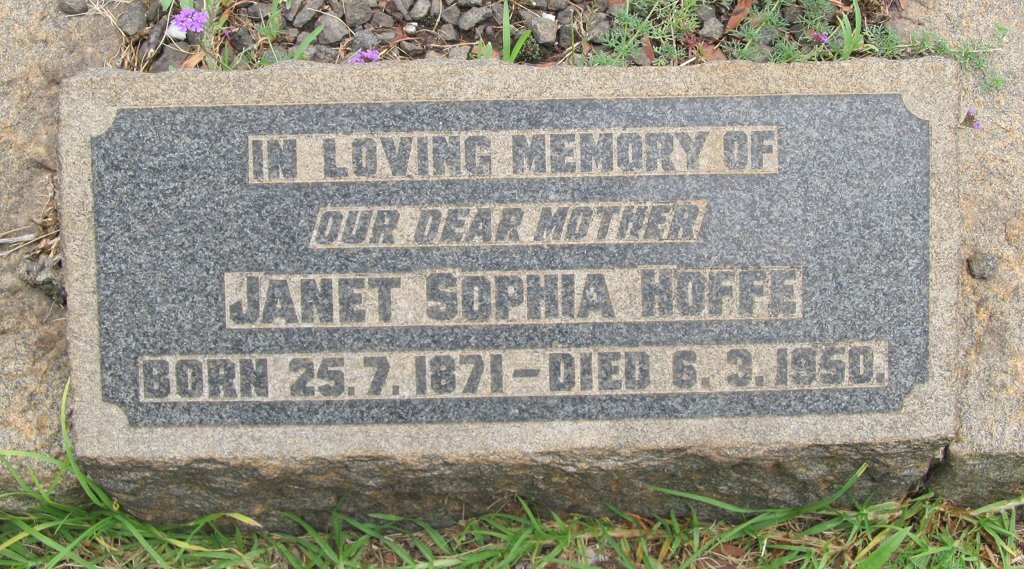 IN LOVING MEMORY OF
OUR DEAR MOTHER
JANET SOPHIA HOFFE
BORN 25.7.1871 – DIED 6.3.1950.